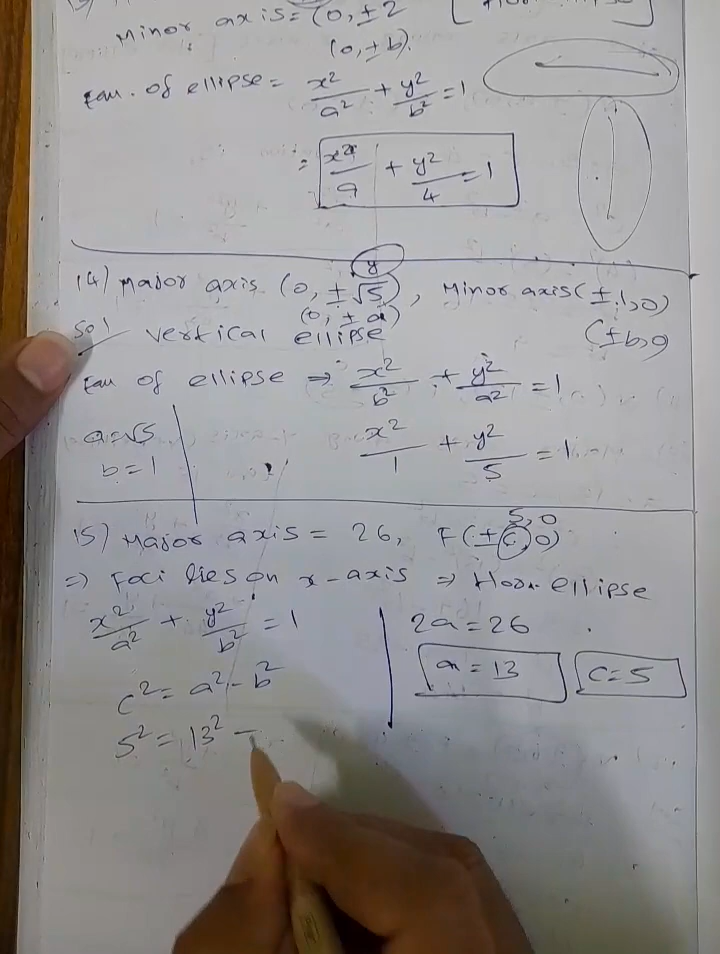 minor axis = (0, ±2
(0, ±b).
Eqn. of ellipse = x²/a² + y²/b² = 1
= x²/9 + y²/4 = 1
y
14) major axis (0, ±√5), minor axis (±1, 0)
(0, ±a) (±b, 0)
Sol vertical ellipse
Eqn of ellipse ⇒ x²/b² + y²/a² = 1
a=√5
b = 1
x²/1 + y²/5 = 1
5, 0
15) Major axis = 26, F(±c, 0)
⇒ Foci lies on x-axis ⇒ Horz. ellipse
x²/a² + y²/b² = 1
2a = 26
a = 13 c = 5
c² = a² - b²
5² = 13² -